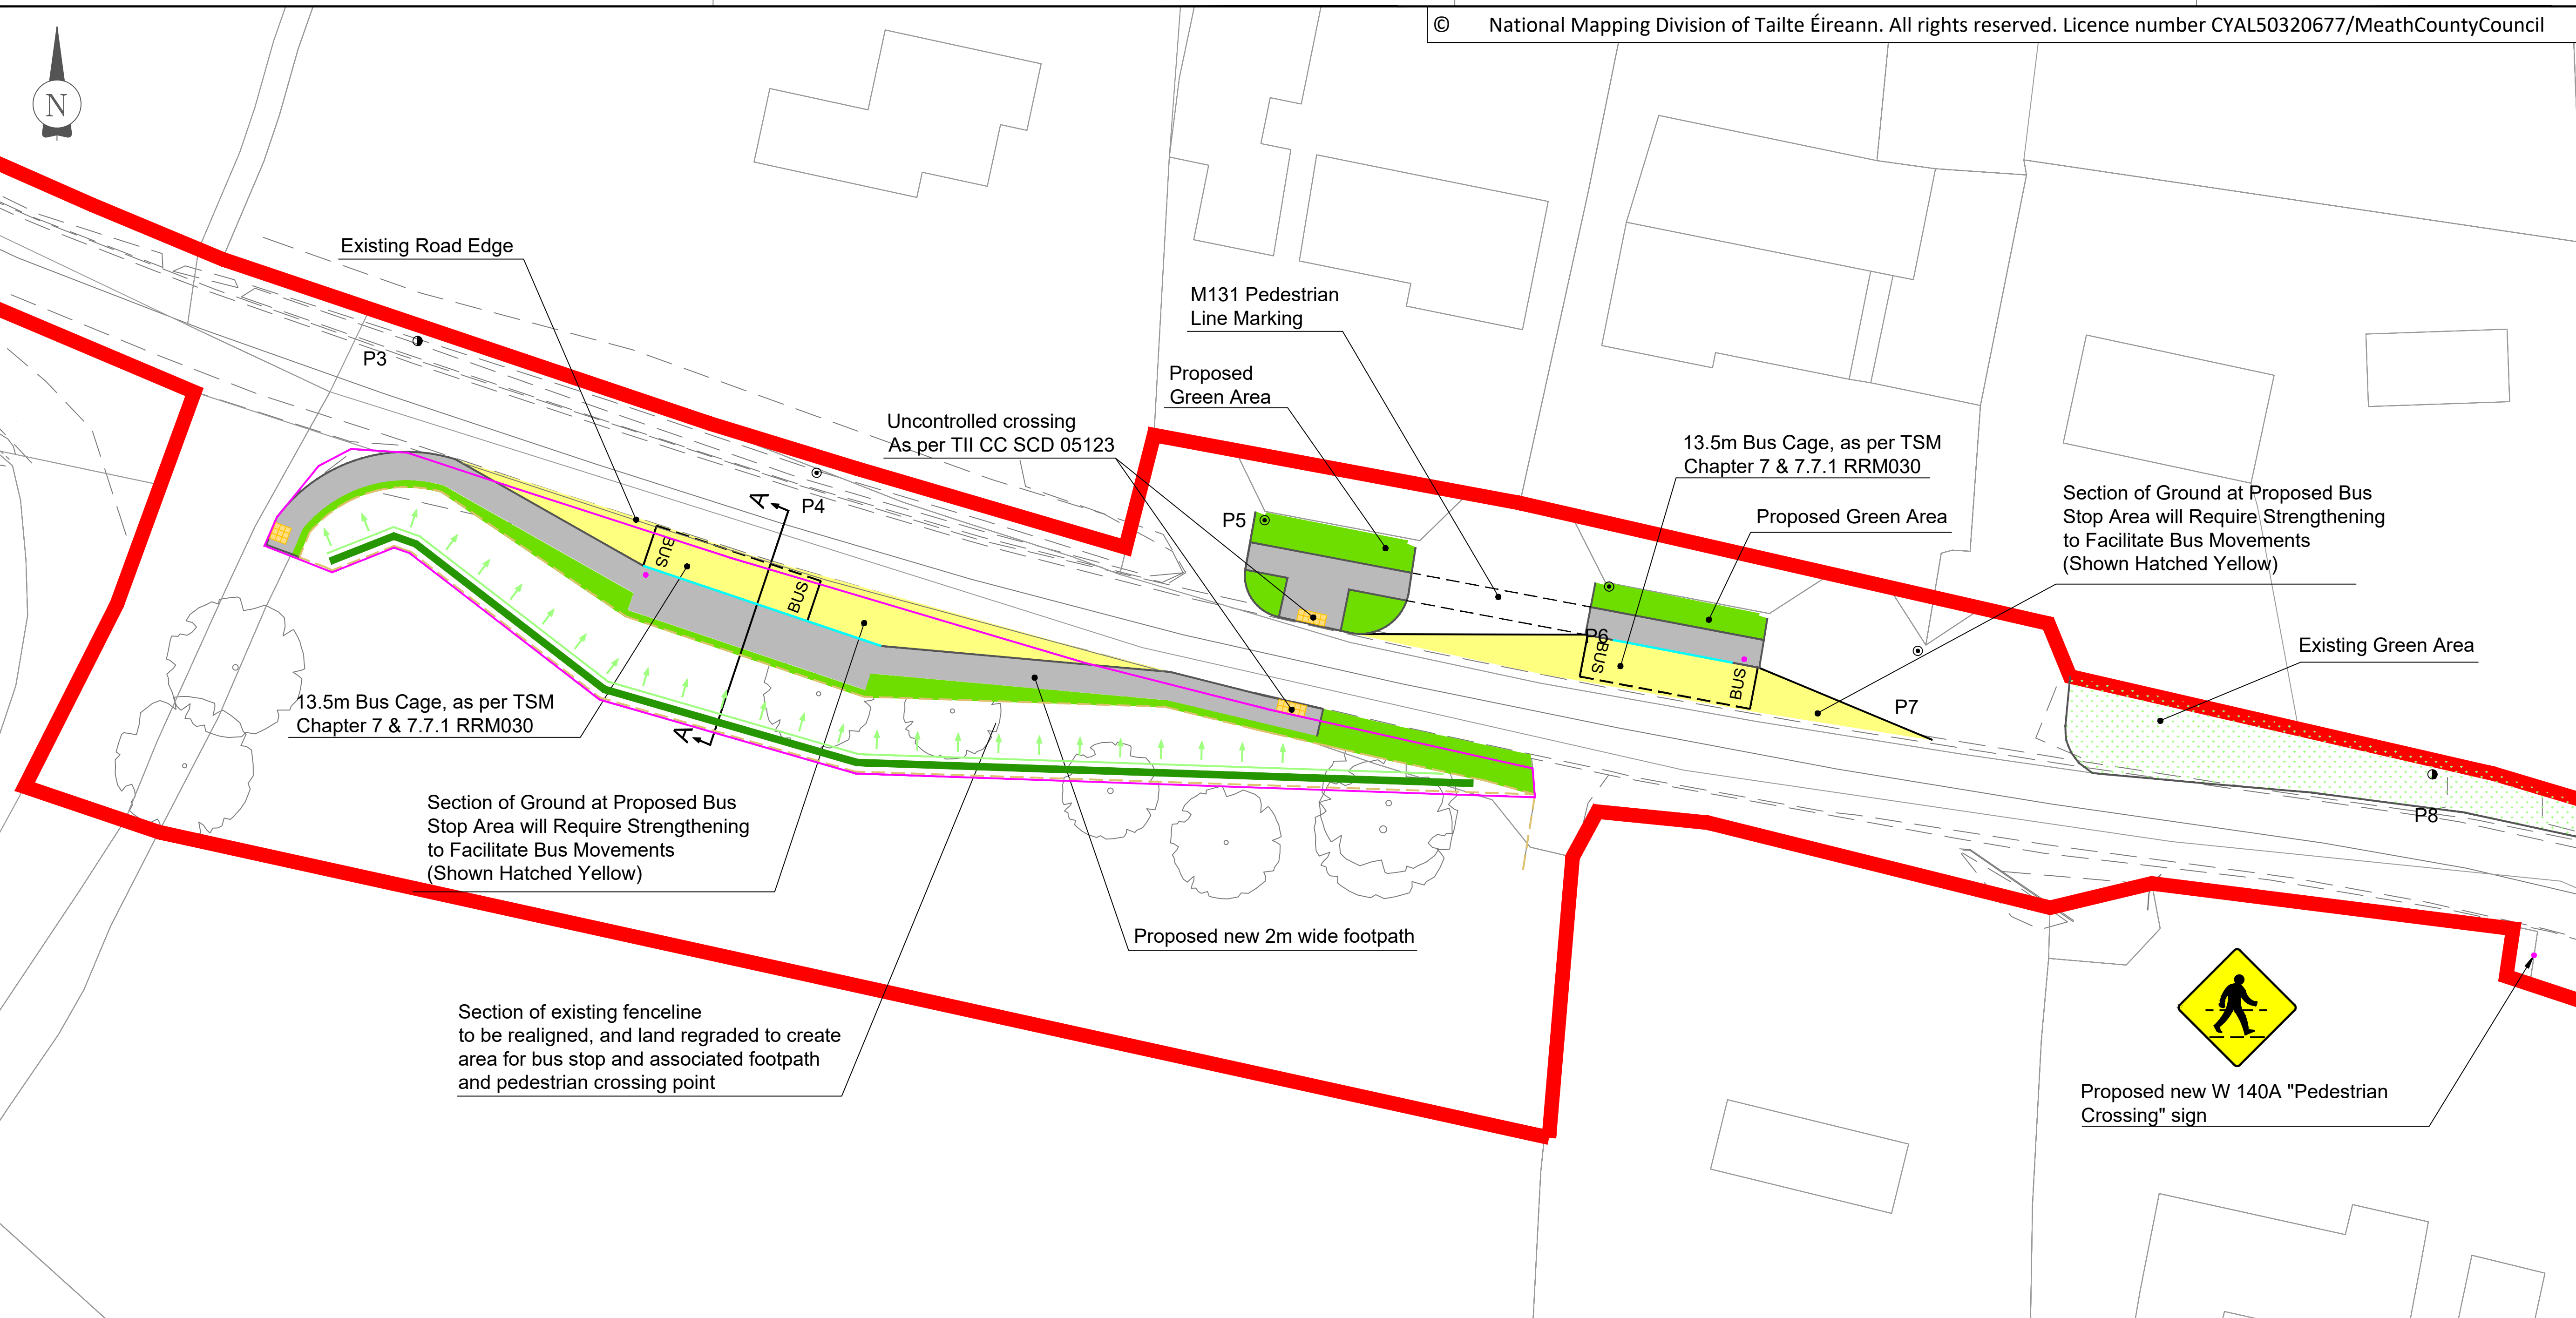 © National Mapping Division of Tailte Éireann. All rights reserved. Licence number CYAL50320677/MeathCountyCouncil
N
Existing Road Edge
P3
M131 Pedestrian
Line Marking
Proposed
Green Area
Uncontrolled crossing
As per TII CC SCD 05123
13.5m Bus Cage, as per TSM
Chapter 7 & 7.7.1 RRM030
Section of Ground at Proposed Bus
Stop Area will Require Strengthening
to Facilitate Bus Movements
(Shown Hatched Yellow)
A
P4
P5
Proposed Green Area
BUS
BUS
P6
BUS
BUS
Existing Green Area
P7
13.5m Bus Cage, as per TSM
Chapter 7 & 7.7.1 RRM030
A
P8
Section of Ground at Proposed Bus
Stop Area will Require Strengthening
to Facilitate Bus Movements
(Shown Hatched Yellow)
Proposed new 2m wide footpath
Section of existing fenceline
to be realigned, and land regraded to create
area for bus stop and associated footpath
and pedestrian crossing point
Proposed new W 140A "Pedestrian
Crossing" sign